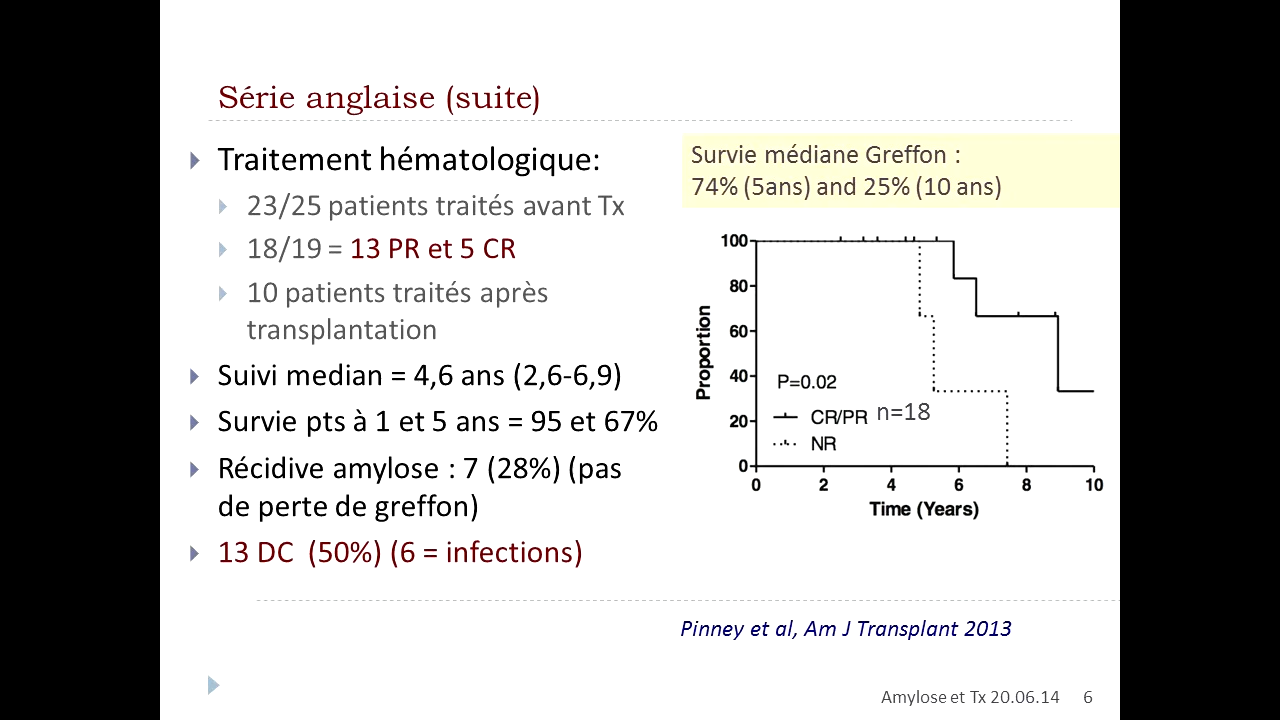 Série anglaise (suite)
Traitement hématologique:
23/25 patients traités avant Tx
18/19 = 13 PR et 5 CR
10 patients traités après
transplantation
Suivi median = 4,6 ans (2,6-6,9)
Survie pts à 1 et 5 ans = 95 et 67%
Récidive amylose : 7 (28%) (pas
de perte de greffon)
13 DC (50%) (6 = infections)
Survie médiane Greffon :
74% (5ans) and 25% (10 ans)
100
80
60
40
20
0
Proportion
P=0.02
CR/PR n=18
NR
0 2 4 6 8 10
Time (Years)
Pinney et al, Am J Transplant 2013
Amylose et Tx 20.06.14 6